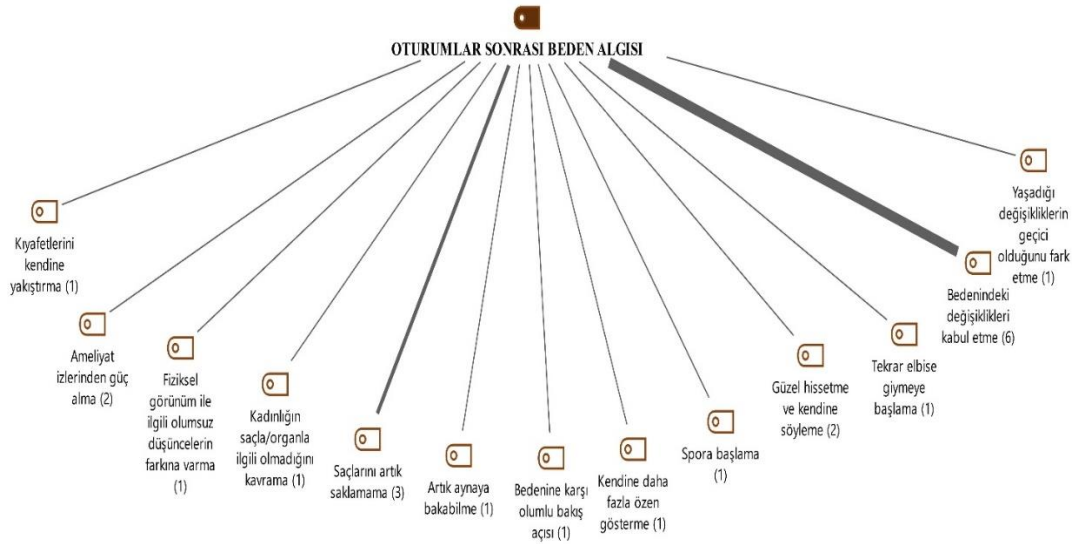 OTURUMLAR SONRASI BEDEN ALGISI
Kıyafetlerini
kendine
yakıştırma (1)
Ameliyat
izlerinden güç
alma (2)
Fiziksel
görünüm ile
ilgili olumsuz
düşüncelerin
farkına varma
(1)
Kadınlığın
saçla/organla
ilgili olmadığını
kavrama (1)
Saçlarını artık
saklamama (3)
Artık aynaya
bakabilme (1)
Bedenine karşı
olumlu bakış
açısı (1)
Kendine daha
fazla özen
gösterme (1)
Spora başlama
(1)
Güzel hissetme
ve kendine
söyleme (2)
Tekrar elbise
giymeye
başlama (1)
Bedenindeki
değişiklikleri
kabul etme (6)
Yaşadığı
değişikliklerin
geçici
olduğunu fark
etme (1)